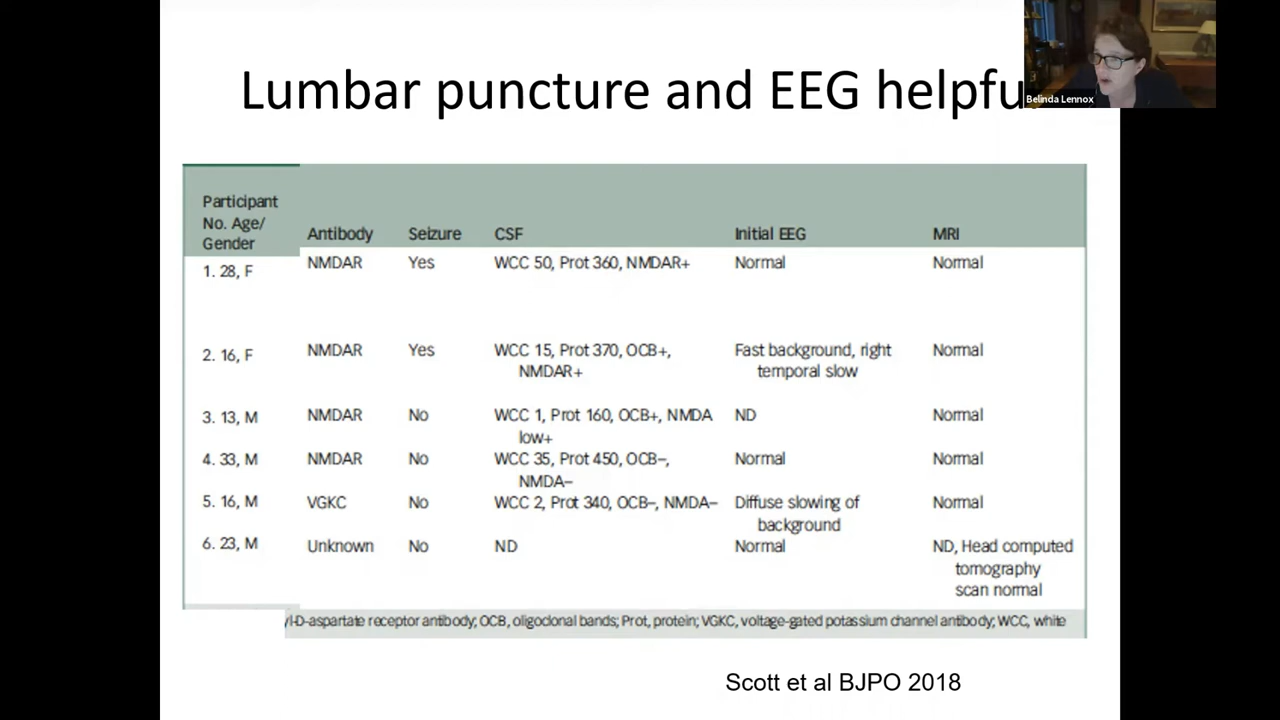 Lumbar puncture and EEG helpfu
Belinda Lennox
Participant
No. Age/
Gender
Antibody Seizure CSF Initial EEG MRI
1. 28, F NMDAR Yes WCC 50, Prot 360, NMDAR+ Normal Normal
2. 16, F NMDAR Yes WCC 15, Prot 370, OCB+, Fast background, right Normal
NMDAR+ temporal slow
3. 13, M NMDAR No WCC 1, Prot 160, OCB+, NMDA ND Normal
low+
4. 33, M NMDAR No WCC 35, Prot 450, OCB–, Normal Normal
NMDA–
5. 16, M VGKC No WCC 2, Prot 340, OCB–, NMDA– Diffuse slowing of Normal
background
6. 23, M Unknown No ND Normal ND, Head computed
tomography
scan normal
yl-D-aspartate receptor antibody; OCB, oligoclonal bands; Prot, protein; VGKC, voltage-gated potassium channel antibody; WCC, white
Scott et al BJPO 2018